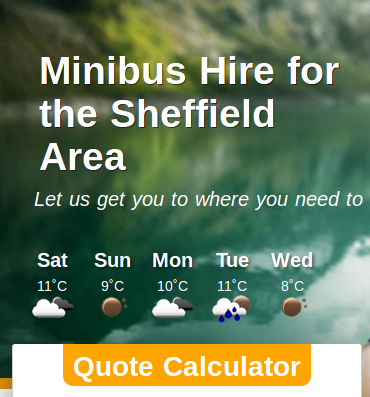 Minibus Hire for
the Sheffield
Area
Let us get you to where you need to
Sat Sun Mon Tue Wed
11°C 9°C 10°C 11°C 8°C
Quote Calculator